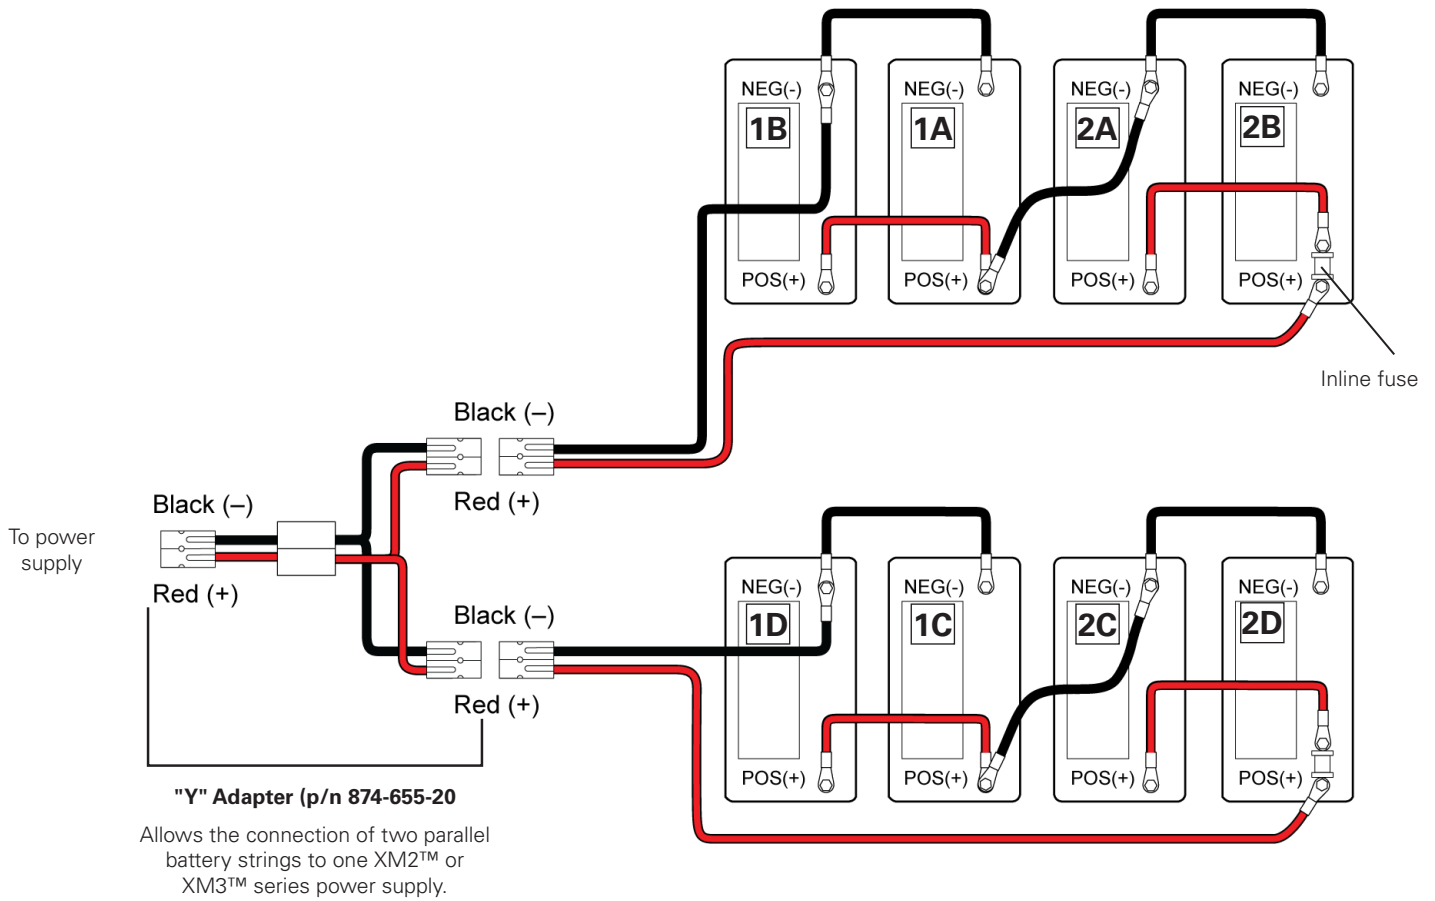 NEG(-)
1B
POS(+)
NEG(-)
1A
POS(+)
NEG(-)
2A
POS(+)
NEG(-)
2B
POS(+)
Inline fuse
Black (–)
Red (+)
Black (–)
Red (+)
To power
supply
Black (–)
Red (+)
NEG(-)
1D
POS(+)
NEG(-)
1C
POS(+)
NEG(-)
2C
POS(+)
NEG(-)
2D
POS(+)
"Y" Adapter (p/n 874-655-20
Allows the connection of two parallel
battery strings to one XM2™ or
XM3™ series power supply.